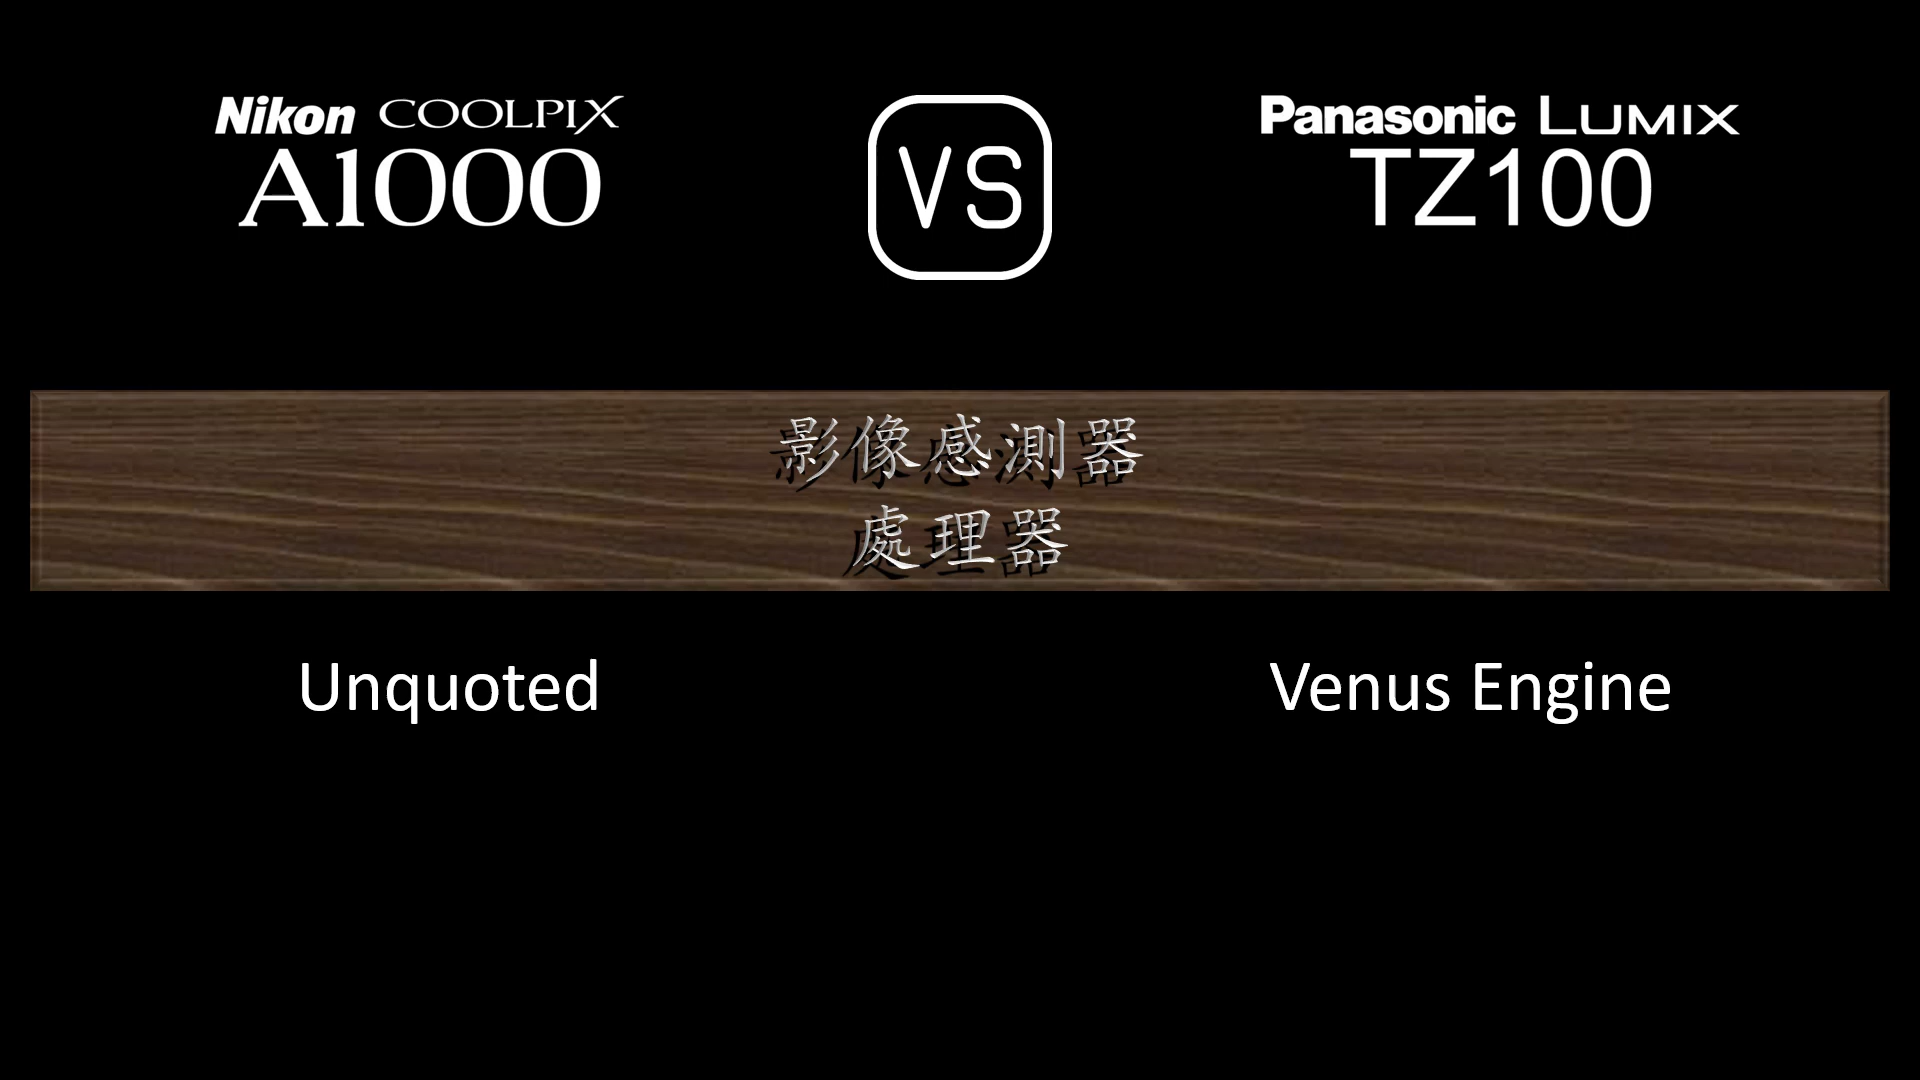 Nikon COOLPIX
A1000
VS
Panasonic LUMIX
TZ100
影像感測器
處理器
Unquoted
Venus Engine